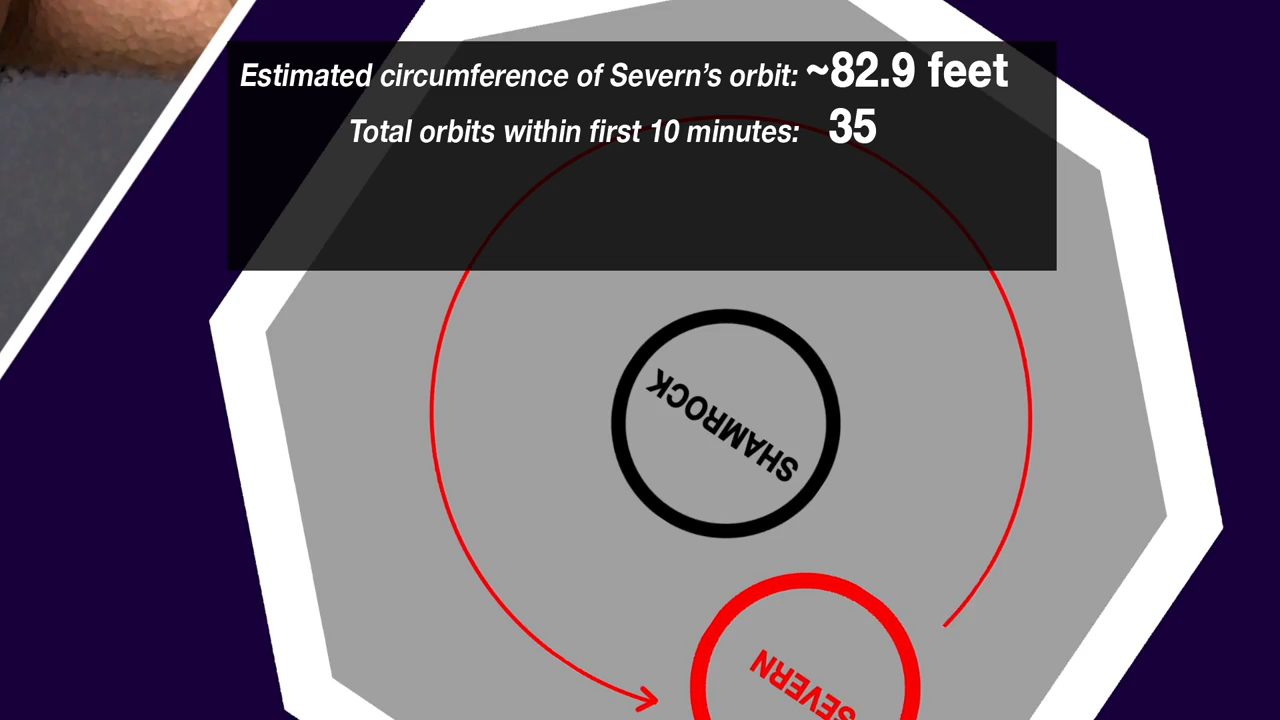 Estimated circumference of Severn’s orbit: ~82.9 feet
Total orbits within first 10 minutes: 35
SHAMROCK
SEVERN